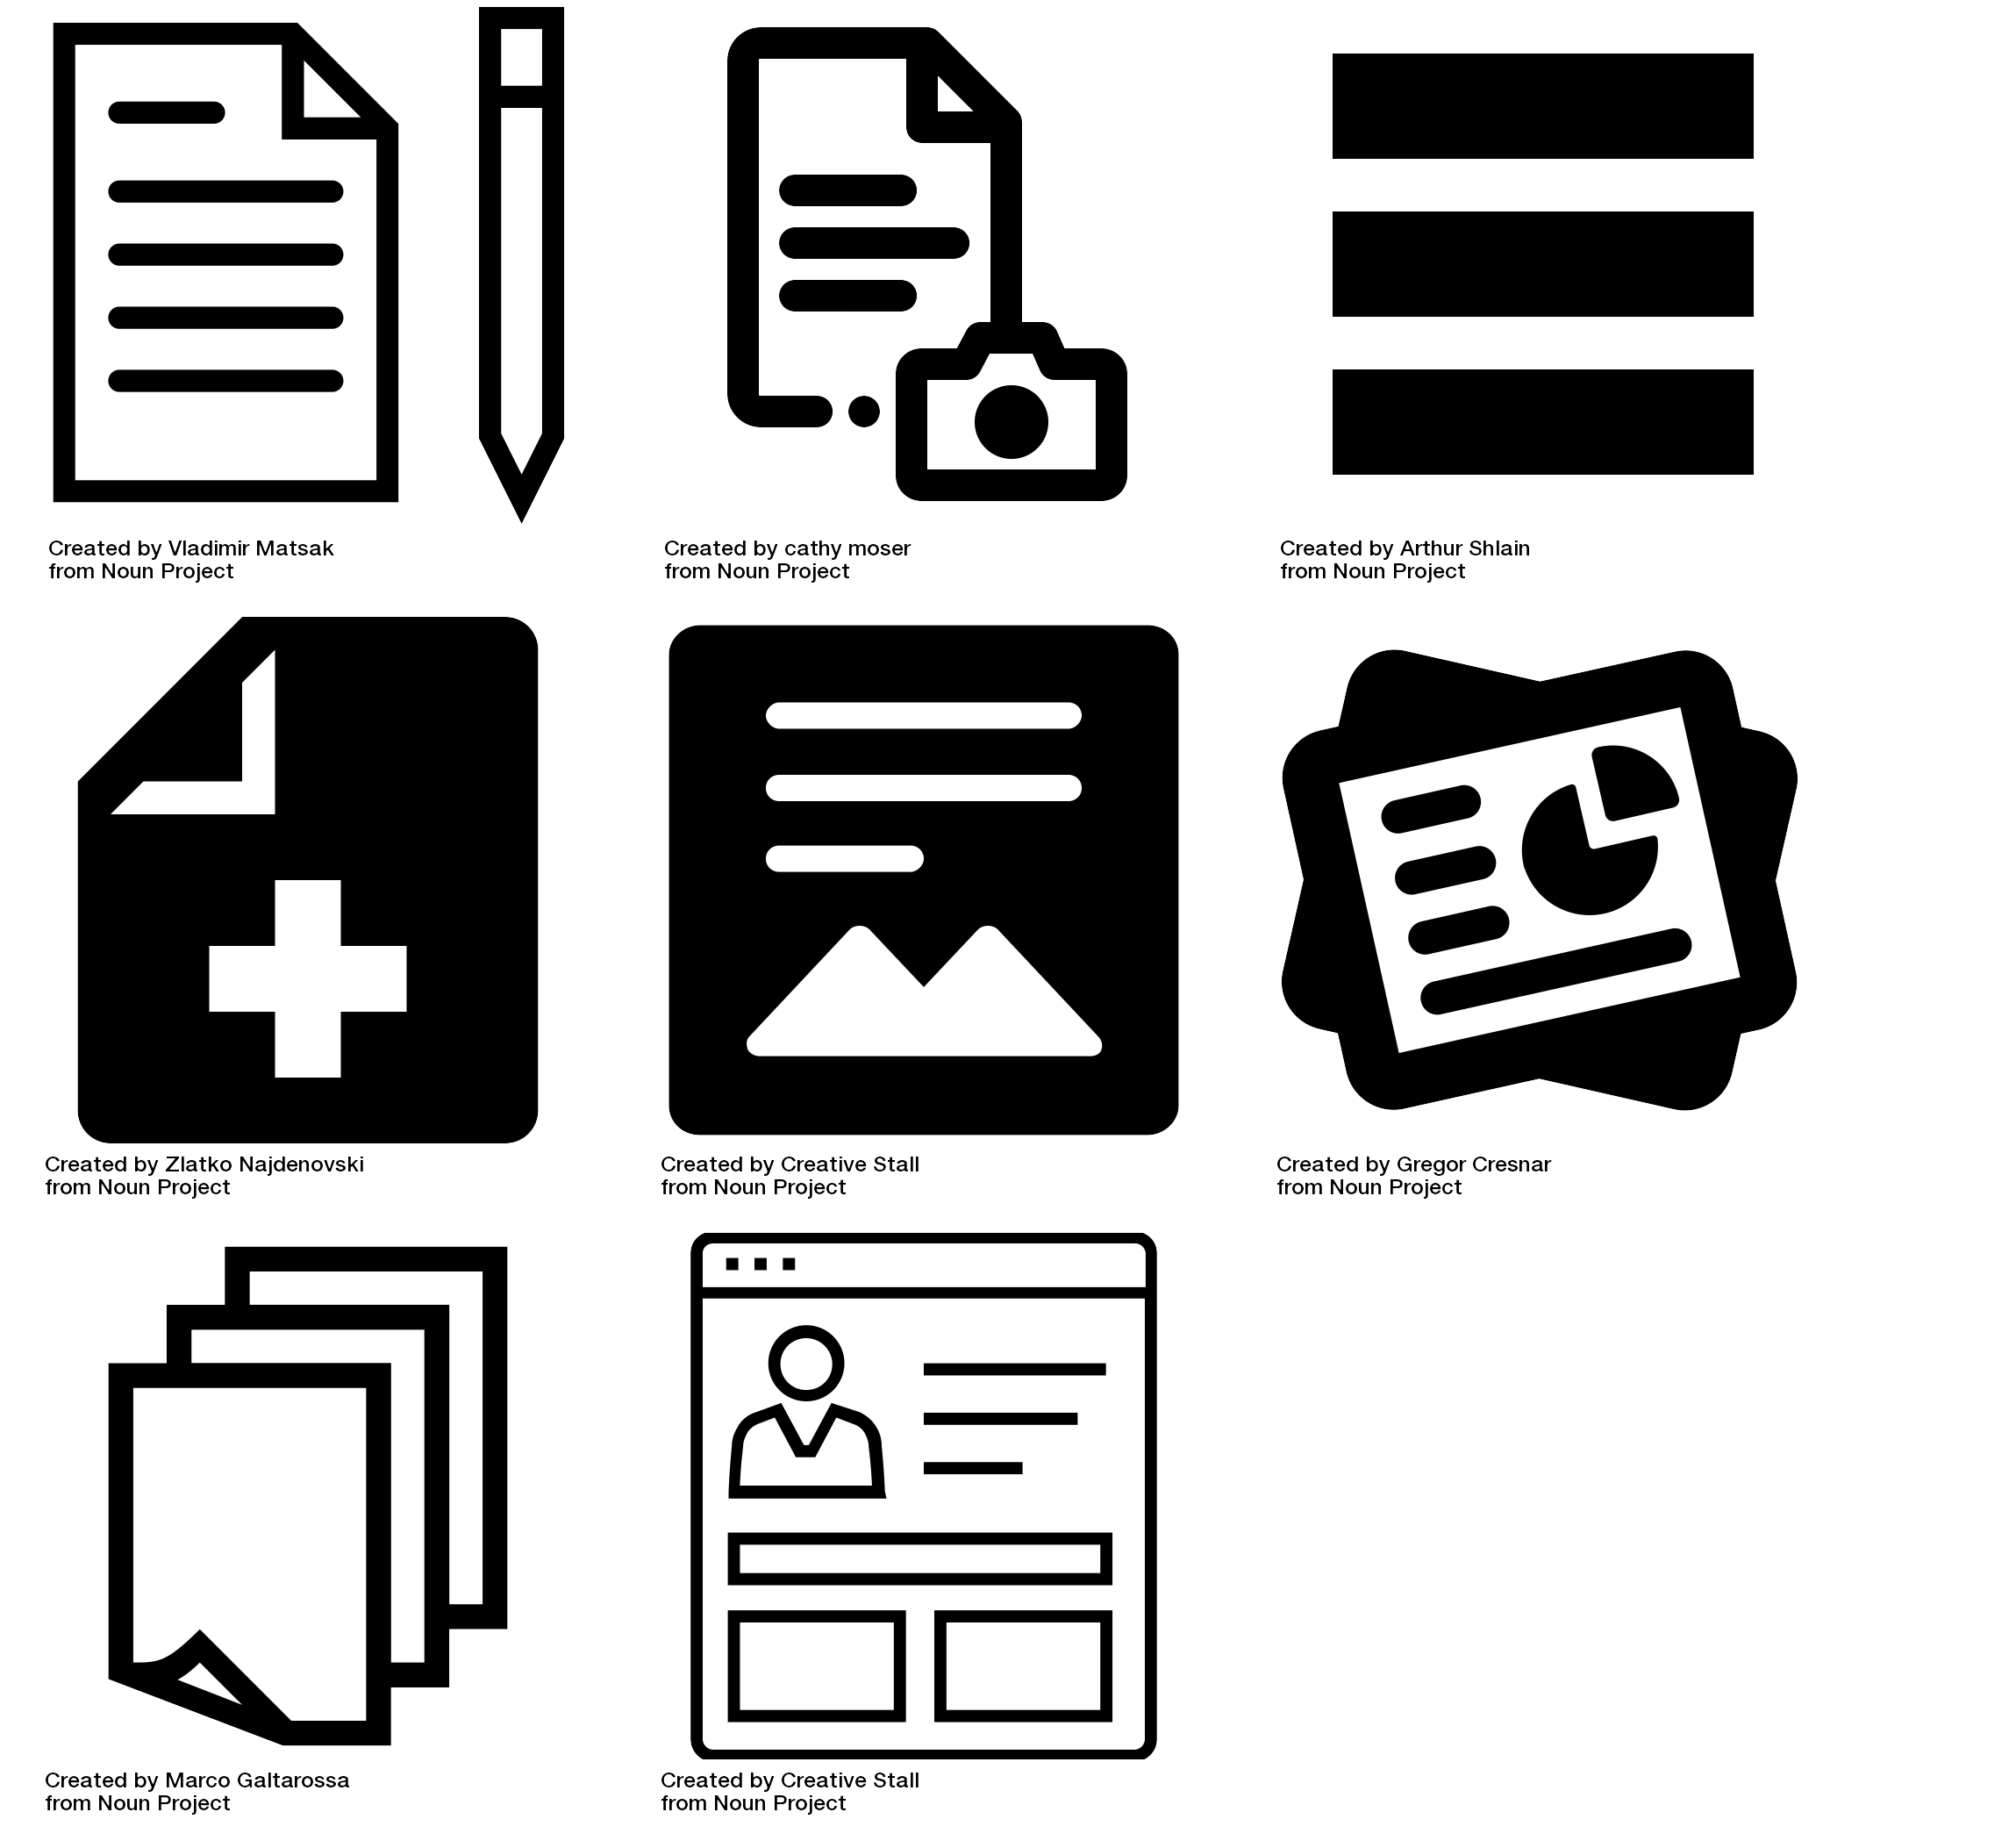 Created by Vladimir Matsak
from Noun Project
Created by cathy moser
from Noun Project
Created by Arthur Shlain
from Noun Project
Created by Zlatko Najdenovski
from Noun Project
Created by Creative Stall
from Noun Project
Created by Gregor Cresnar
from Noun Project
Created by Marco Galtarossa
from Noun Project
Created by Creative Stall
from Noun Project